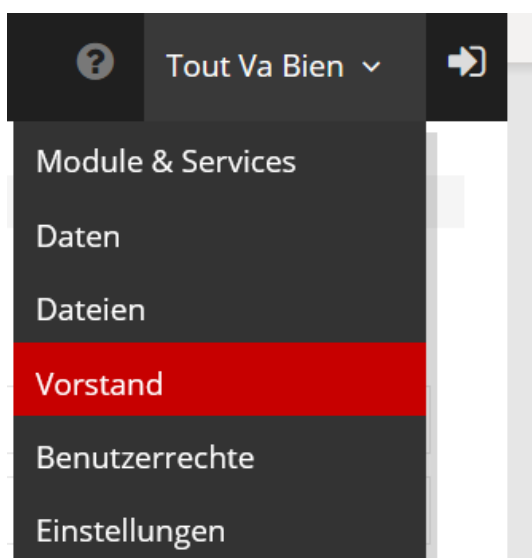 Tout Va Bien
Module & Services
Daten
Dateien
Vorstand
Benutzerrechte
Einstellungen